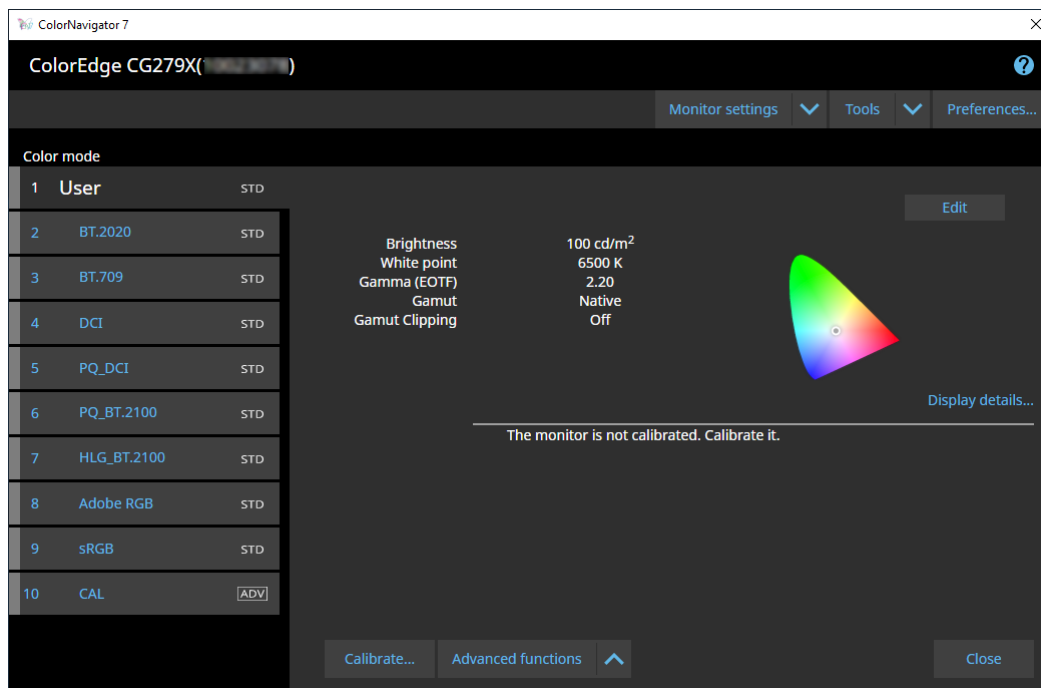 ColorNavigator 7
ColorEdge CG279X( )
Monitor settings Tools Preferences...
Color mode
1 User STD
Edit
2 BT.2020 STD
3 BT.709 STD
4 DCI STD
5 PQ_DCI STD
6 PQ_BT.2100 STD
7 HLG_BT.2100 STD
8 Adobe RGB STD
9 sRGB STD
10 CAL ADV
Brightness 100 cd/m²
White point 6500 K
Gamma (EOTF) 2.20
Gamut Native
Gamut Clipping Off
Display details...
The monitor is not calibrated. Calibrate it.
Calibrate... Advanced functions Close